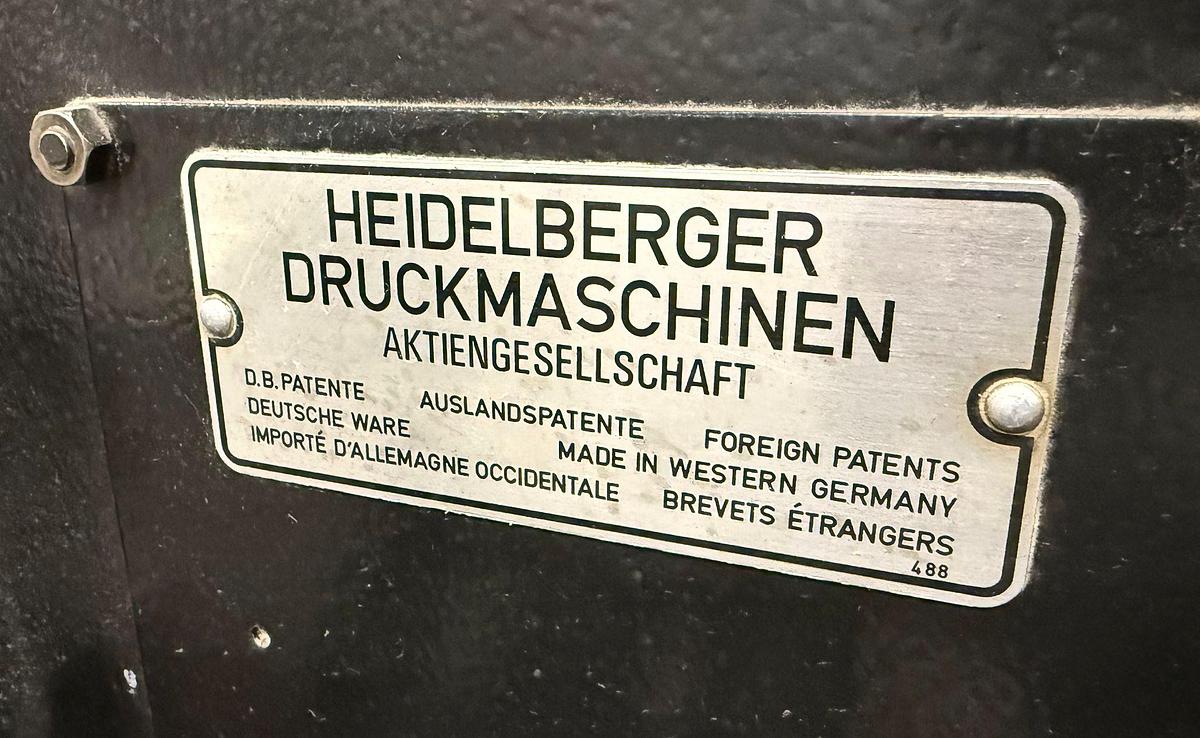 HEIDELBERGER
DRUCKMASCHINEN
AKTIENGESELLSCHAFT
D.B. PATENTE AUSLANDSPATENTE FOREIGN PATENTS
DEUTSCHE WARE MADE IN WESTERN GERMANY
IMPORTÉ D'ALLEMAGNE OCCIDENTALE BREVETS ÉTRANGERS
488